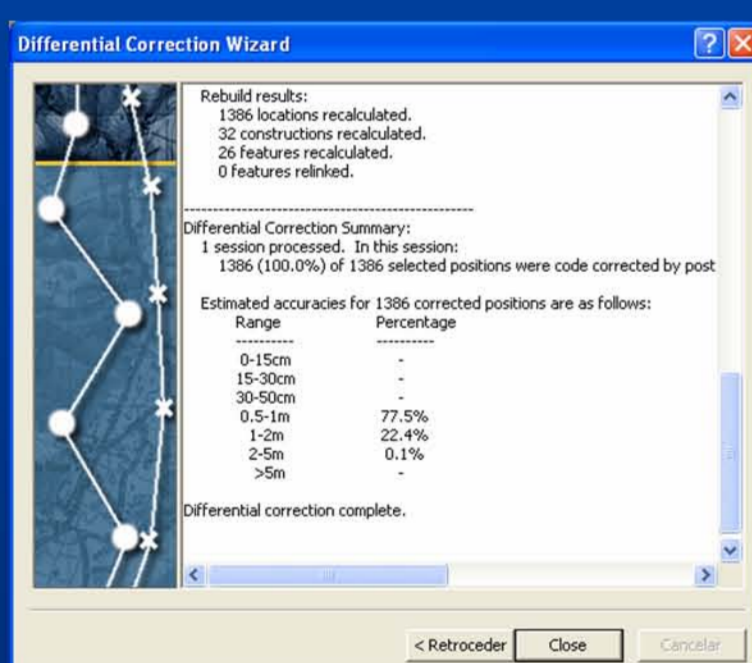 Differential Correction Wizard
Rebuild results:
1386 locations recalculated.
32 constructions recalculated.
26 features recalculated.
0 features relinked.
--------------------------------------------------
Differential Correction Summary:
1 session processed. In this session:
1386 (100.0%) of 1386 selected positions were code corrected by post
Estimated accuracies for 1386 corrected positions are as follows:
Range Percentage
---------- ----------
0-15cm -
15-30cm -
30-50cm -
0.5-1m 77.5%
1-2m 22.4%
2-5m 0.1%
>5m -
Differential correction complete.
< Retroceder Close Cancelar